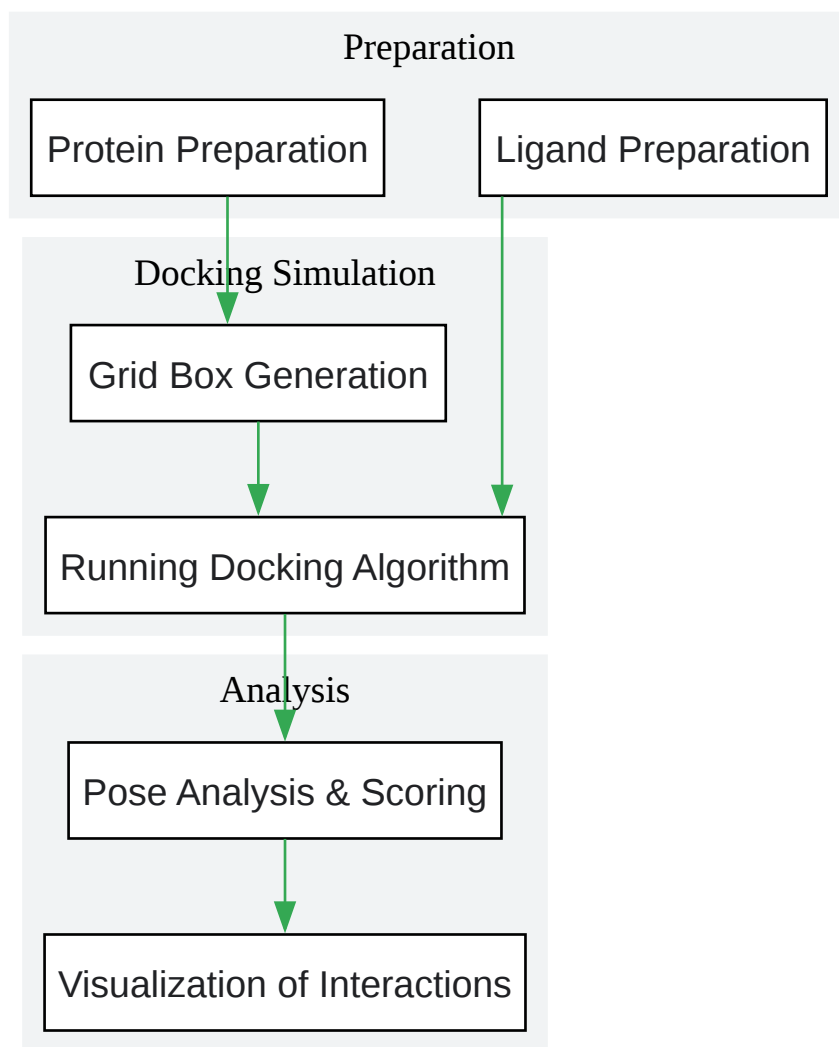 Preparation
Protein Preparation
Ligand Preparation
Docking Simulation
Grid Box Generation
Running Docking Algorithm
Analysis
Pose Analysis & Scoring
Visualization of Interactions